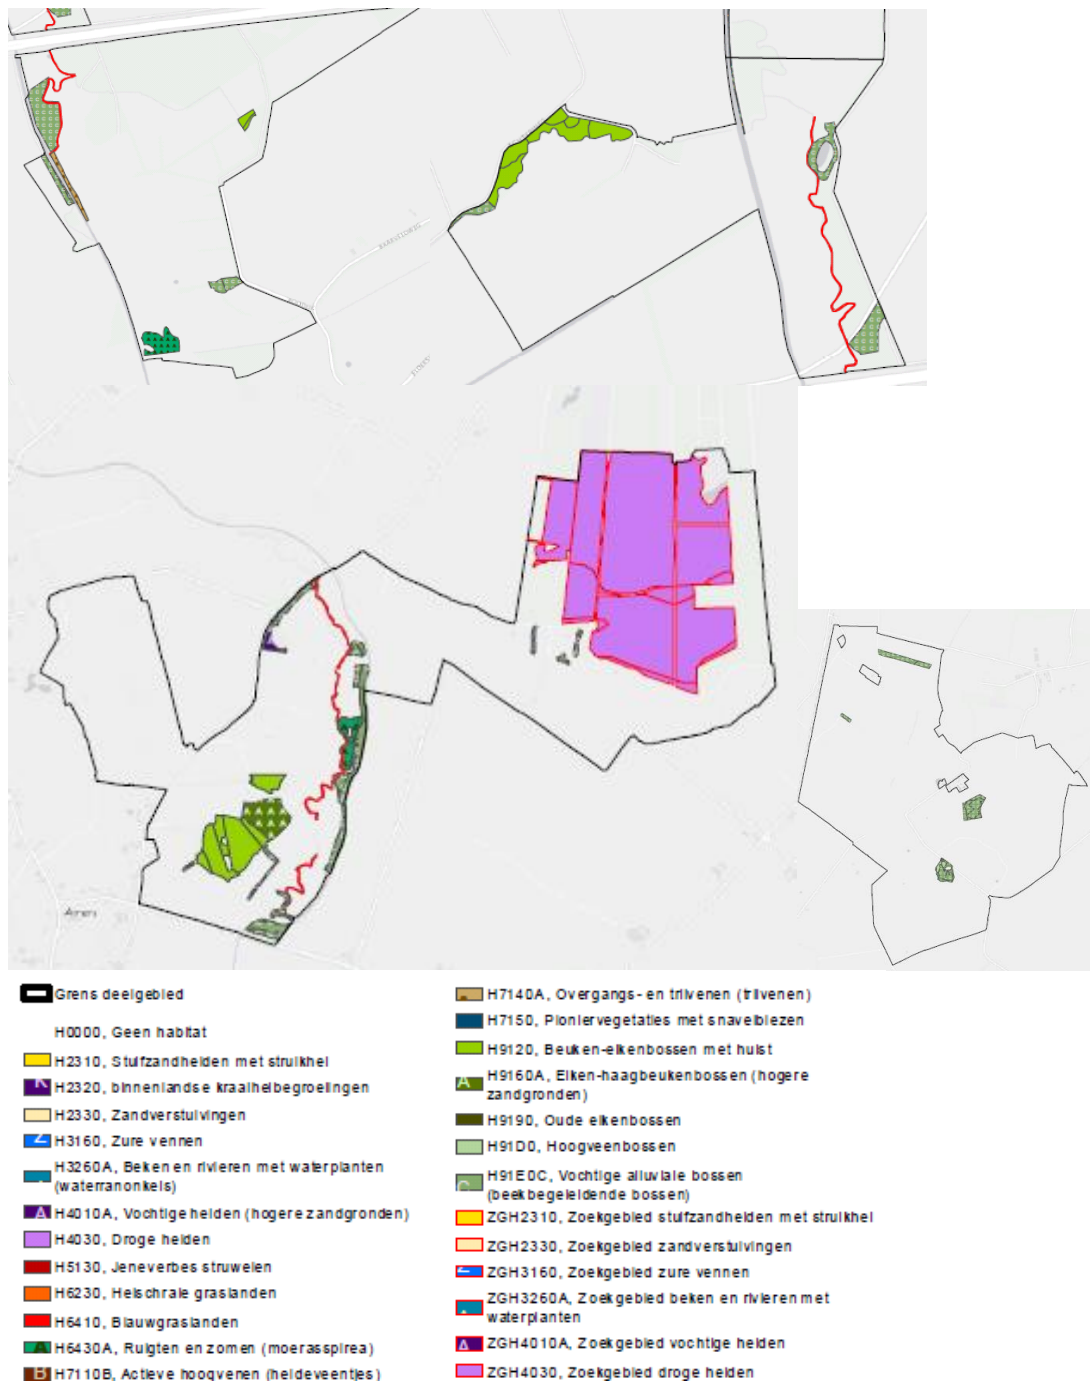 Grens deelgebied
H0000, Geen habitat
H2310, Stuifzandheiden met struikhei
H2320, binnenlandse kraaiheibegroeiingen
H2330, Zandverstuivingen
H3160, Zure vennen
H3260A, Beken en rivieren met waterplanten
(waterranonkels)
H4010A, Vochtige heiden (hogere zandgronden)
H4030, Droge heiden
H5130, Jeneverbes struwelen
H6230, Heischrale graslanden
H6410, Blauwgraslanden
H6430A, Ruigten en zomen (moerasspirea)
H7110B, Actieve hoogvenen (heideveentjes)
H7140A, Overgangs- en trilvenen (trilvenen)
H7150, Pioniervegetaties met snavelbiezen
H9120, Beuken-eikenbossen met hulst
H9160A, Eiken-haagbeukenbossen (hogere
zandgronden)
H9190, Oude eikenbossen
H91D0, Hoogveenbossen
H91E0C, Vochtige alluviale bossen
(beekbegeleidende bossen)
ZGH2310, Zoekgebied stuifzandheiden met struikhei
ZGH2330, Zoekgebied zandverstuivingen
ZGH3160, Zoekgebied zure vennen
ZGH3260A, Zoekgebied beken en rivieren met
waterplanten
ZGH4010A, Zoekgebied vochtige heiden
ZGH4030, Zoekgebied droge heiden